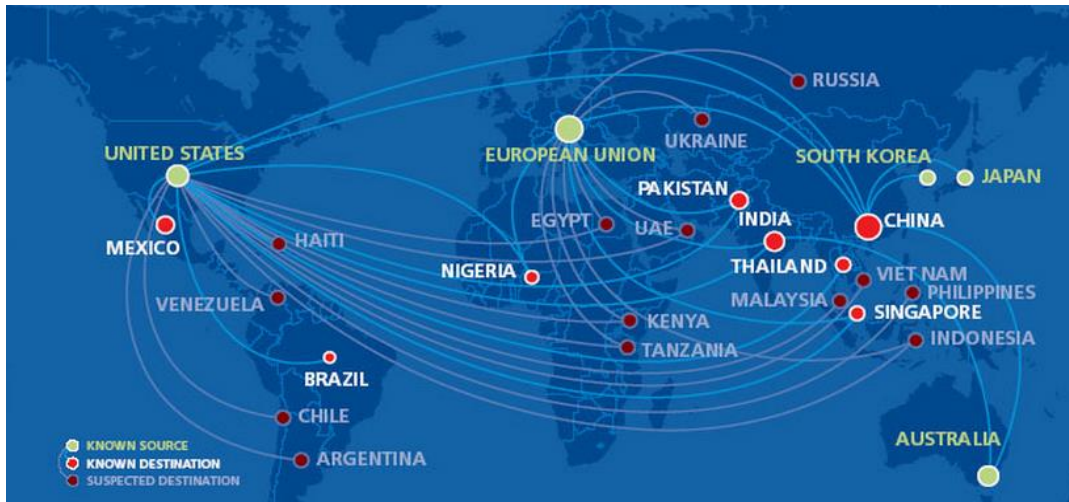 RUSSIA
UKRAINE
UNITED STATES
EUROPEAN UNION
SOUTH KOREA
JAPAN
PAKISTAN
INDIA
CHINA
MEXICO
HAITI
EGYPT
UAE
NIGERIA
THAILAND
VIET NAM
VENEZUELA
MALAYSIA
PHILIPPINES
SINGAPORE
KENYA
TANZANIA
INDONESIA
BRAZIL
CHILE
ARGENTINA
AUSTRALIA
KNOWN SOURCE
KNOWN DESTINATION
SUSPECTED DESTINATION